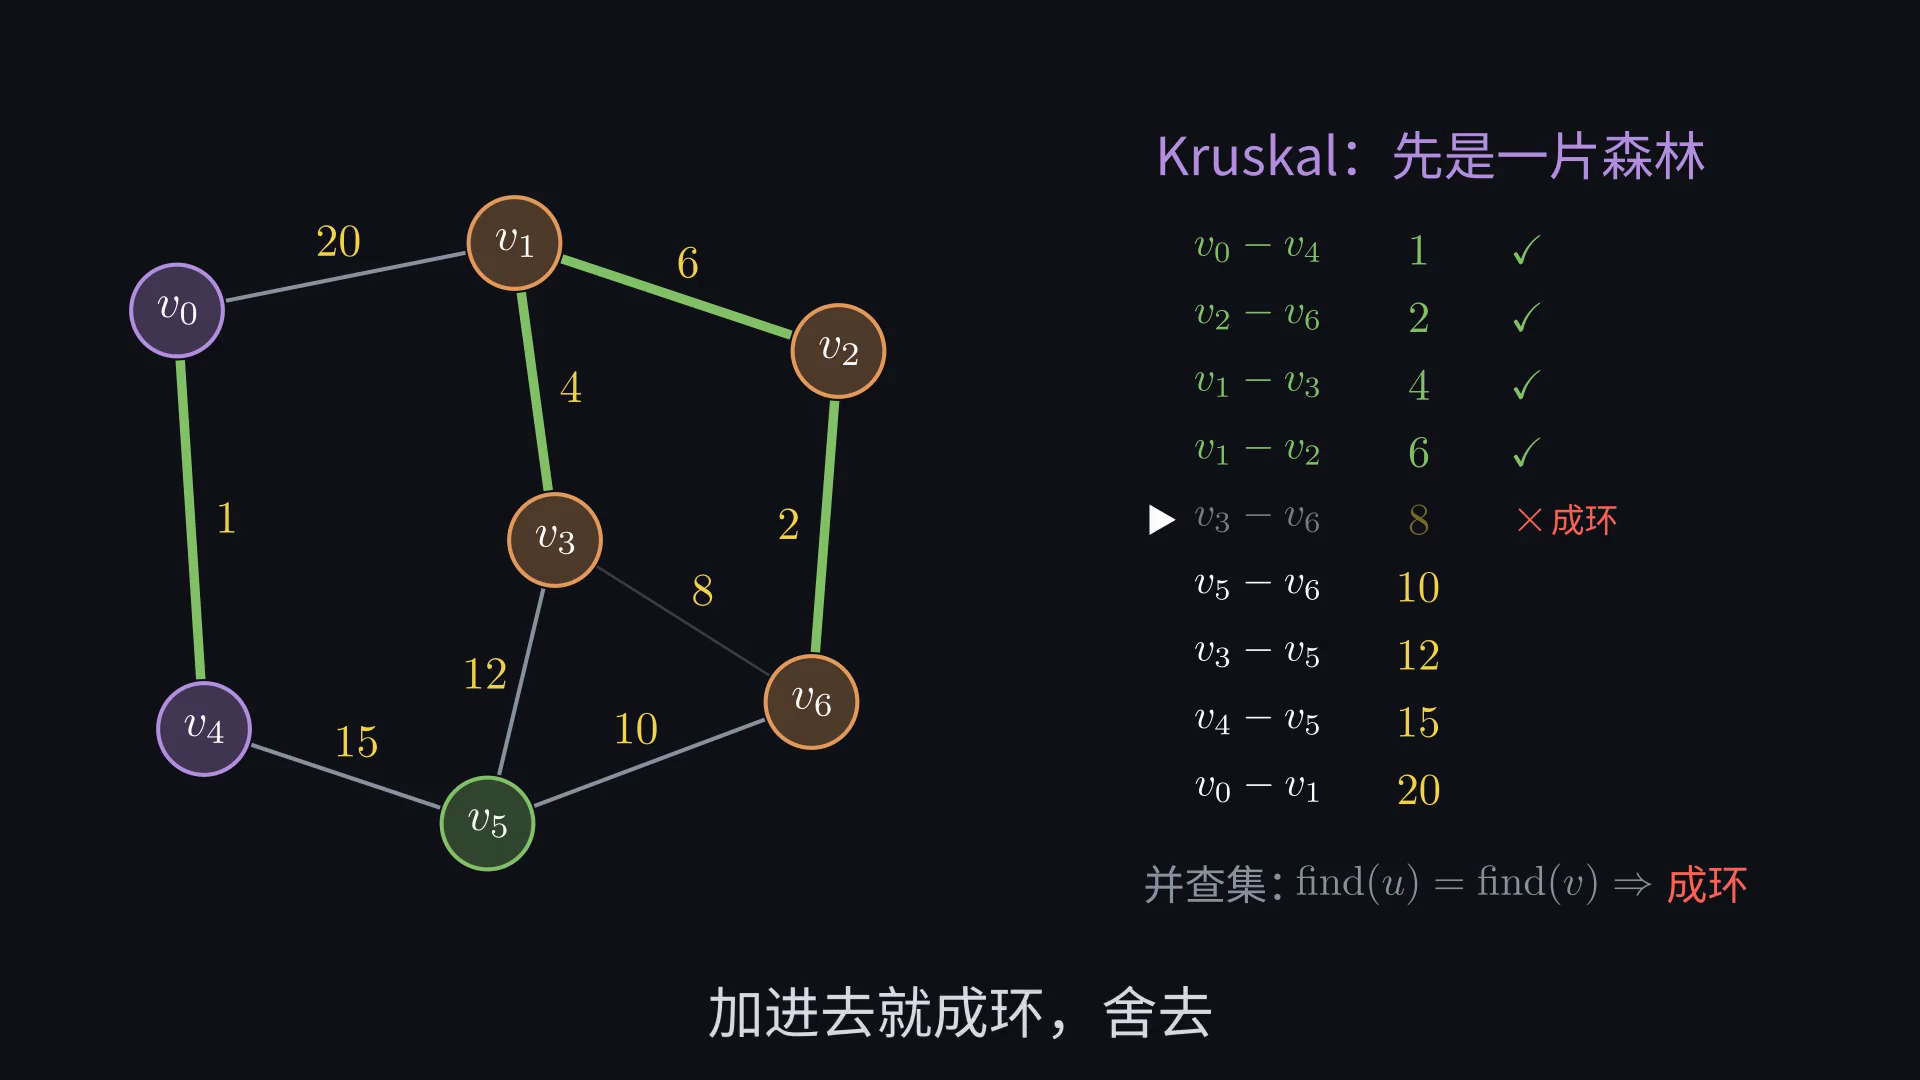 Kruskal：先是一片森林
v₀ − v₄ 1 ✓
v₂ − v₆ 2 ✓
v₁ − v₃ 4 ✓
v₁ − v₂ 6 ✓
▶ v₃ − v₆ 8 × 成环
v₅ − v₆ 10
v₃ − v₅ 12
v₄ − v₅ 15
v₀ − v₁ 20
并查集：find(u) = find(v) ⇒ 成环
20
v₁
6
v₀
v₂
4
1
2
v₃
8
12
v₆
15
10
v₄
v₅
加进去就成环，舍去